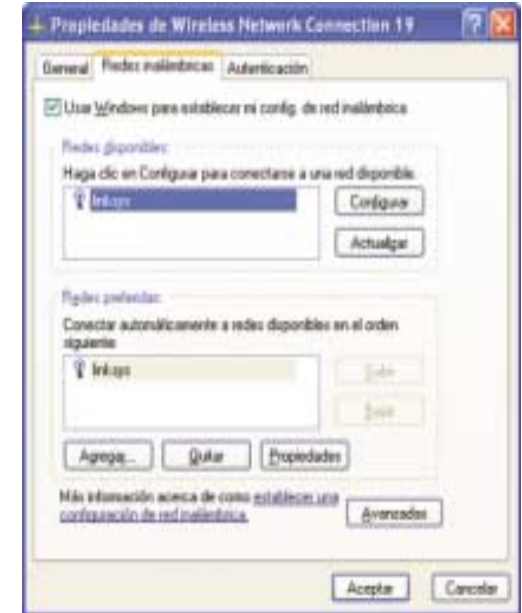 Propiedades de Wireless Network Connection 19
General
Redes inalámbricas
Autenticación
Usar Windows para establecer mi config. de red inalámbrica
Redes disponibles:
Haga clic en Configurar para conectarse a una red disponible.
linksys
Configurar
Actualizar
Redes preferidas:
Conectar automáticamente a redes disponibles en el orden
siguiente
linksys
Subir
Bajar
Agregar...
Quitar
Propiedades
Más información acerca de como establecer una
configuración de red inalámbrica.
Avanzadas
Aceptar
Cancelar